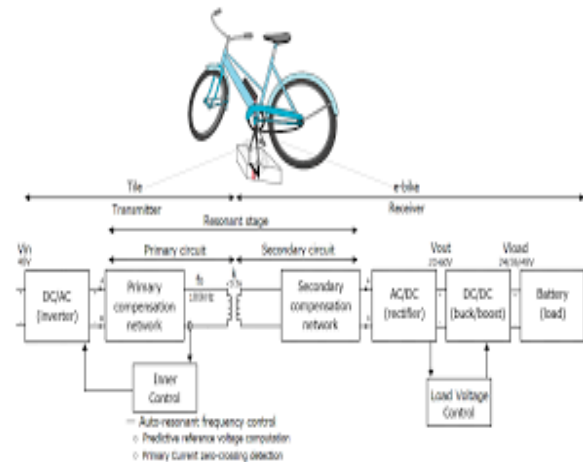 Tile
e-bike
Transmitter
Receiver
Resonant stage
Primary circuit
Secondary circuit
Vin
Vout
Vload
DC/AC
(inverter)
Primary
compensation
network
Secondary
compensation
network
AC/DC
(rectifier)
DC/DC
(buck/boost)
Battery
(load)
Inner
Control
Load Voltage
Control
Auto-resonant frequency control
Predictive reference voltage computation
Primary Current zero-crossing detection